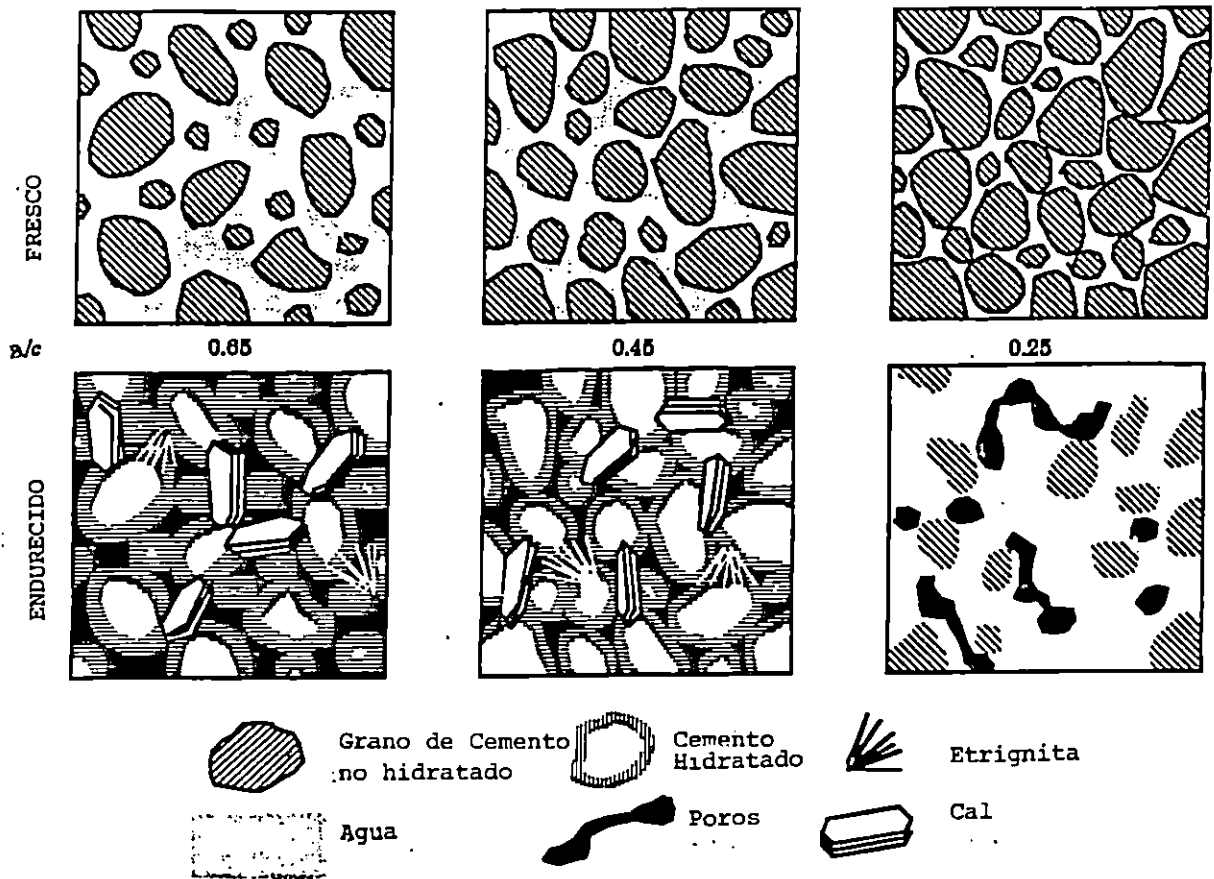 FRESCO
a/c 0.65 0.45 0.25
ENDURECIDO
Grano de Cemento
no hidratado
Cemento
Hidratado
Etrignita
Agua
Poros
Cal